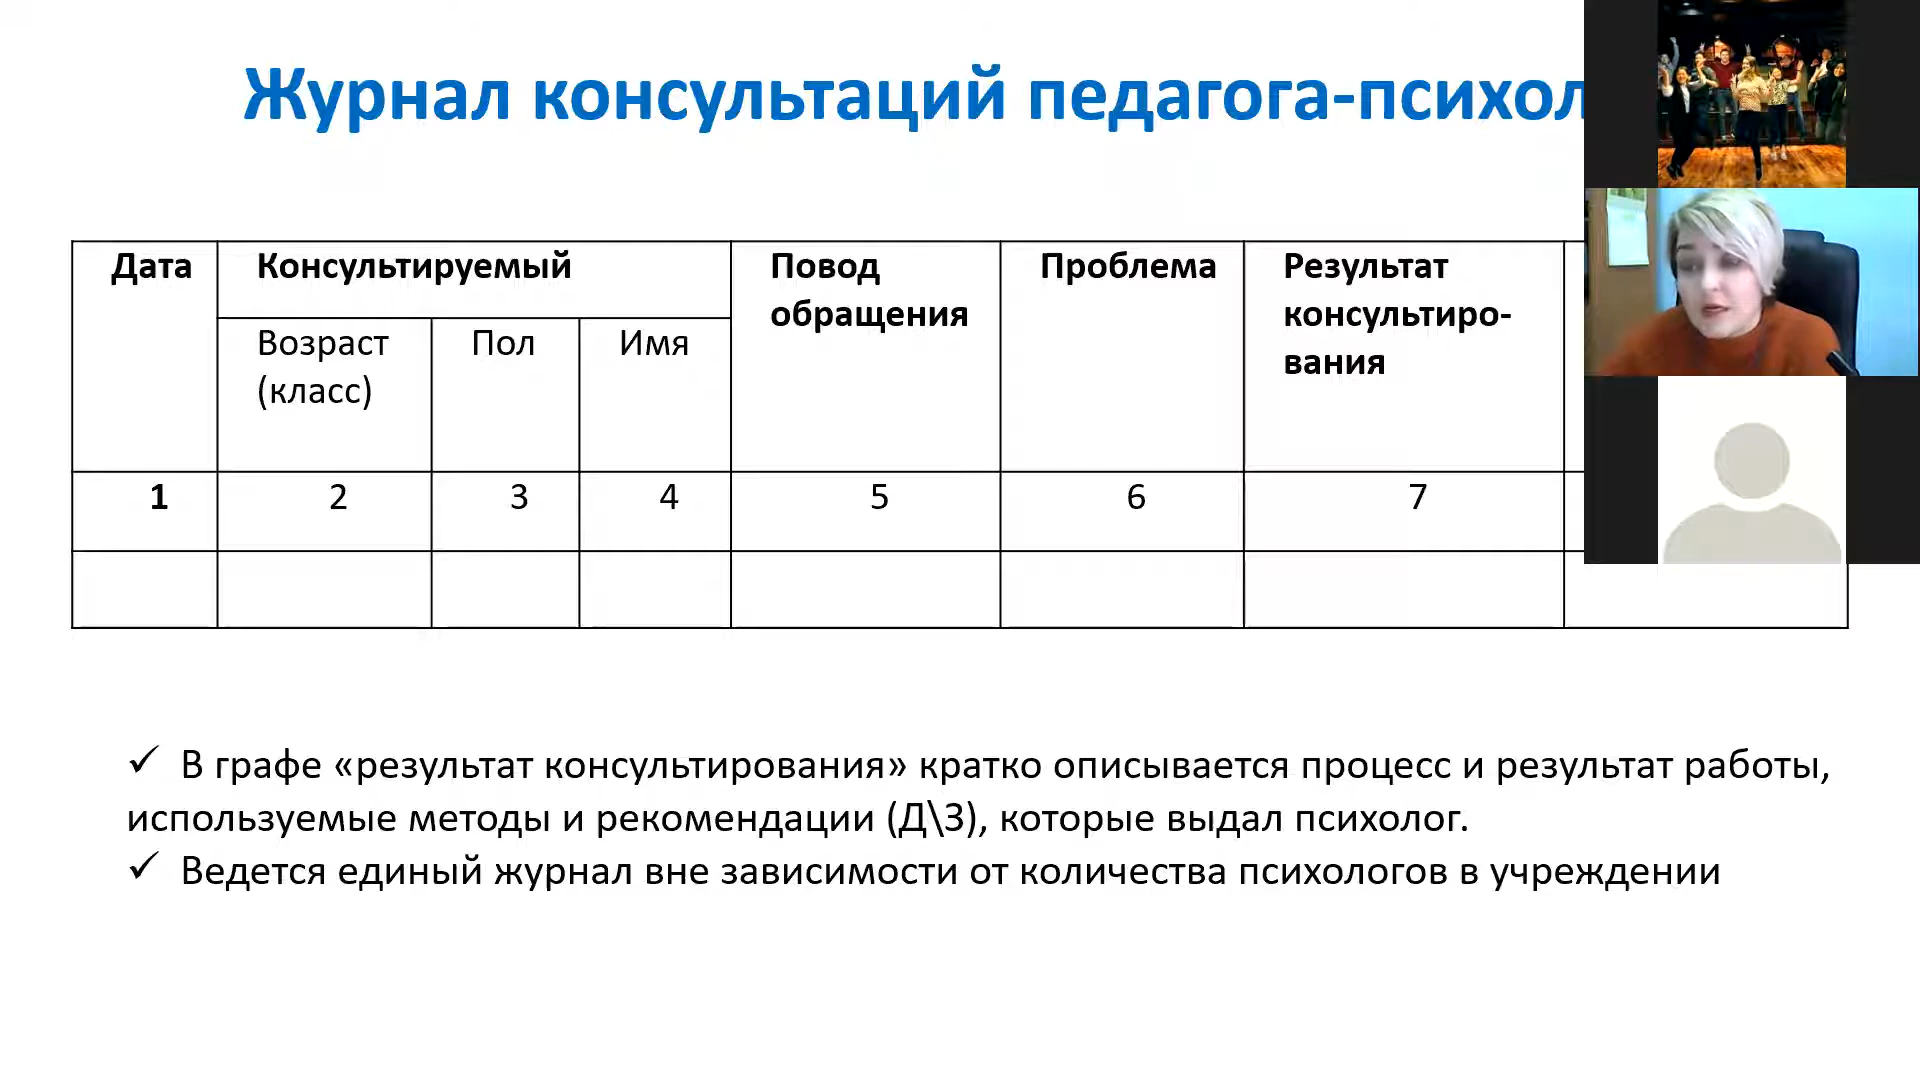 Журнал консультаций педагога-психол
Дата Консультируемый Повод обращения Проблема Результат консультиро-вания
Возраст (класс) Пол Имя
1 2 3 4 5 6 7
✓ В графе «результат консультирования» кратко описывается процесс и результат работы,
используемые методы и рекомендации (Д\З), которые выдал психолог.
✓ Ведется единый журнал вне зависимости от количества психологов в учреждении